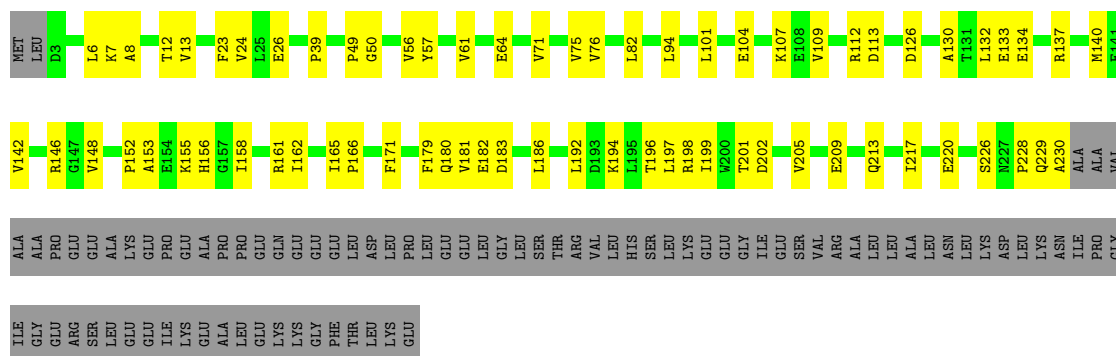 MET LEU D3 L6 K7 A8 T12 V13 F23 V24 L25 E26 P39 P49 G50 V56 Y57 V61 E64 V71 V75 V76 L82 L94 L101 E104 K107 E108 V109 R112 D113 D126 A130 T131 L132 E133 E134 R137 M140 E141
V142 R146 G147 V148 P152 A153 E154 K155 H156 G157 I158 R161 I162 I165 P166 F171 F179 Q180 V181 E182 D183 L186 L192 D193 K194 L195 T196 L197 R198 I199 W200 T201 D202 V205 E209 Q213 I217 E220 S226 N227 P228 Q229 A230 ALA ALA VAL
ALA ALA PRO GLU GLU ALA LYS GLU PRO GLU ALA PRO PRO GLU GLN GLU GLU LEU ASP LEU PRO LEU GLU GLU LEU GLY LEU SER THR ARG VAL LEU HIS SER LEU LYS GLU GLU GLY ILE GLU SER VAL ARG ALA LEU LEU ALA LEU ASN LEU LYS ASP LEU LYS ASN ILE PRO GLY
ILE GLY GLU ARG SER LEU GLU GLU ILE LYS GLU ALA LEU GLU LYS LYS GLY PHE THR LEU LYS GLU